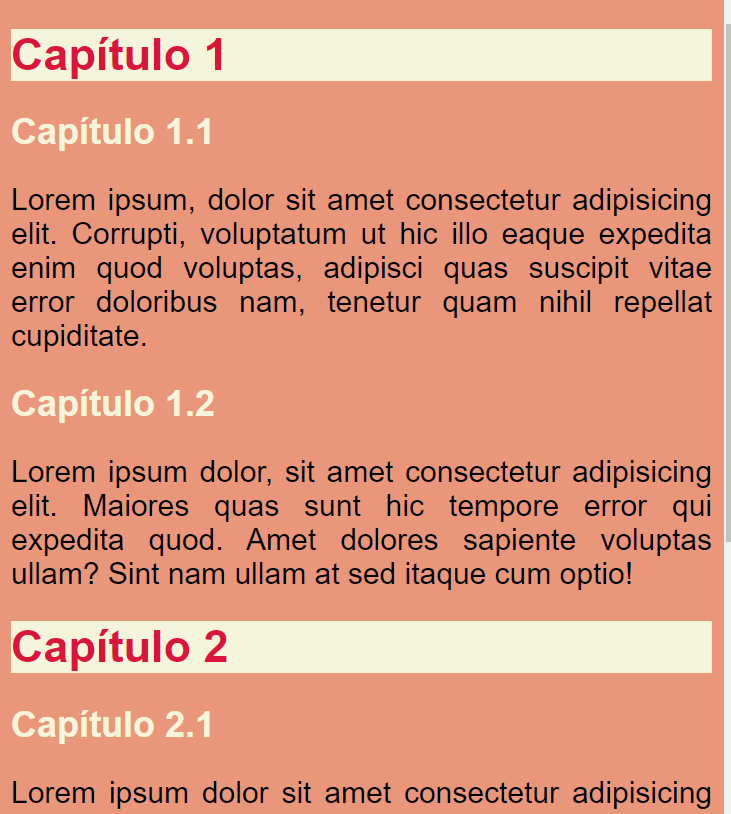 Capítulo 1
Capítulo 1.1
Lorem ipsum, dolor sit amet consectetur adipisicing
elit. Corrupti, voluptatum ut hic illo eaque expedita
enim quod voluptas, adipisci quas suscipit vitae
error doloribus nam, tenetur quam nihil repellat
cupiditate.
Capítulo 1.2
Lorem ipsum dolor, sit amet consectetur adipisicing
elit. Maiores quas sunt hic tempore error qui
expedita quod. Amet dolores sapiente voluptas
ullam? Sint nam ullam at sed itaque cum optio!
Capítulo 2
Capítulo 2.1
Lorem ipsum dolor sit amet consectetur adipisicing